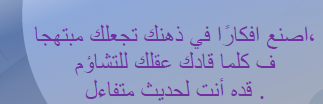 اصنع افكارًا في ذهنك تجعلك مبتهجا،
ف كلما قادك عقلك للتشاؤم
قده أنت لحديث متفاءل .